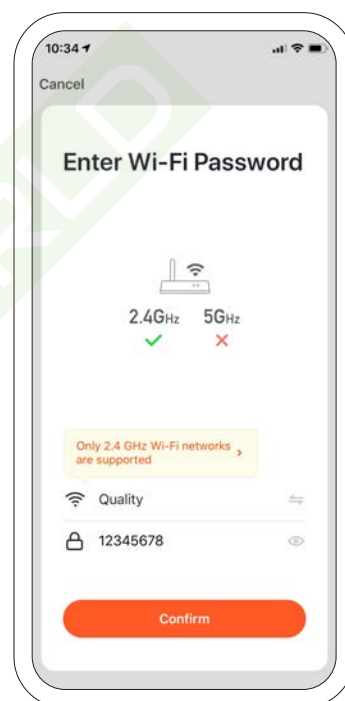 10:34
Cancel
Enter Wi-Fi Password
2.4GHz 5GHz
Only 2.4 GHz Wi-Fi networks
are supported
Quality
12345678
Confirm